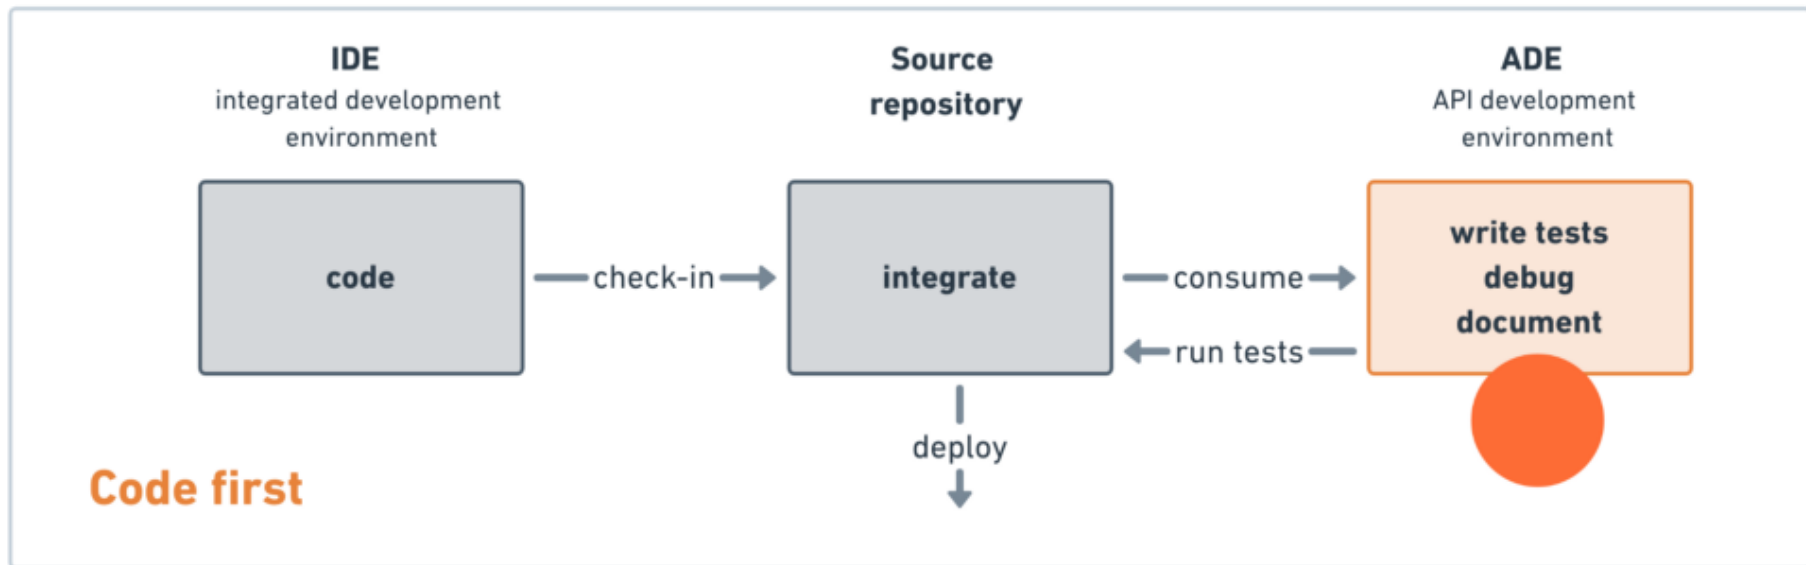 IDE
integrated development
environment
Source
repository
ADE
API development
environment
code
check-in
integrate
consume
run tests
write tests
debug
document
deploy
Code first